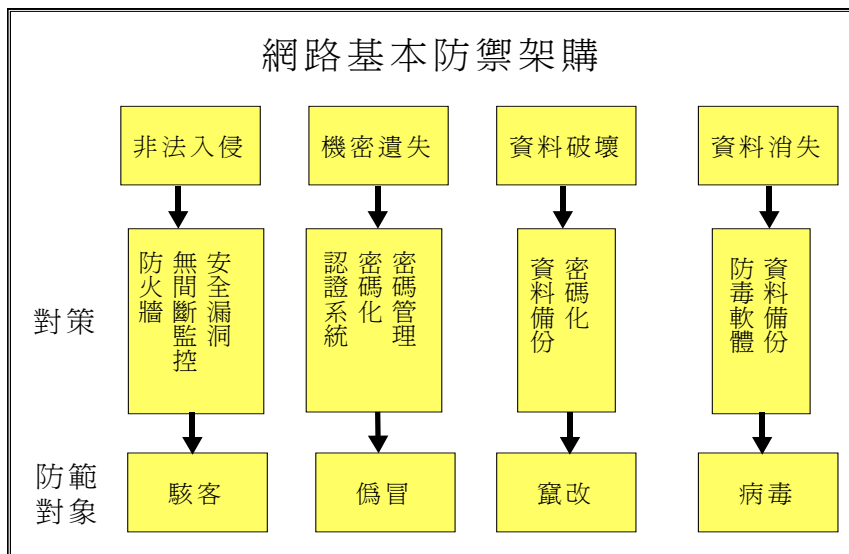 網路基本防禦架購
非法入侵
機密遺失
資料破壞
資料消失
對策
安全漏洞
無間斷監控
防火牆
密碼管理
密碼化
認證系統
密碼化
資料備份
資料備份
防毒軟體
防範
對象
駭客
偽冒
竄改
病毒